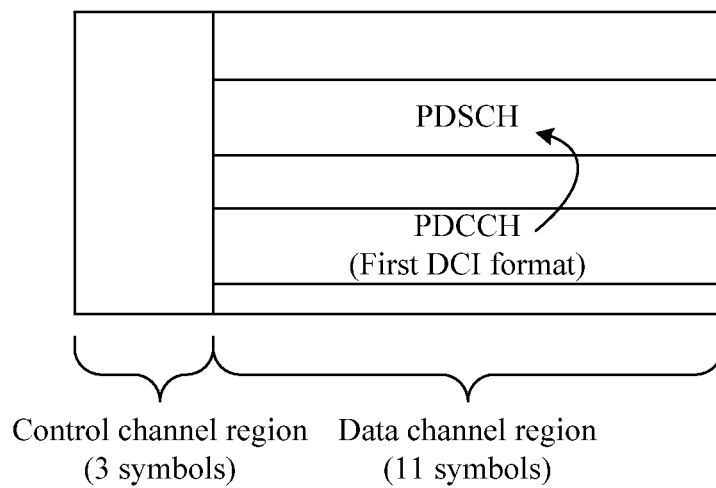 PDSCH
PDCCH
(First DCI format)
Control channel region
(3 symbols)
Data channel region
(11 symbols)